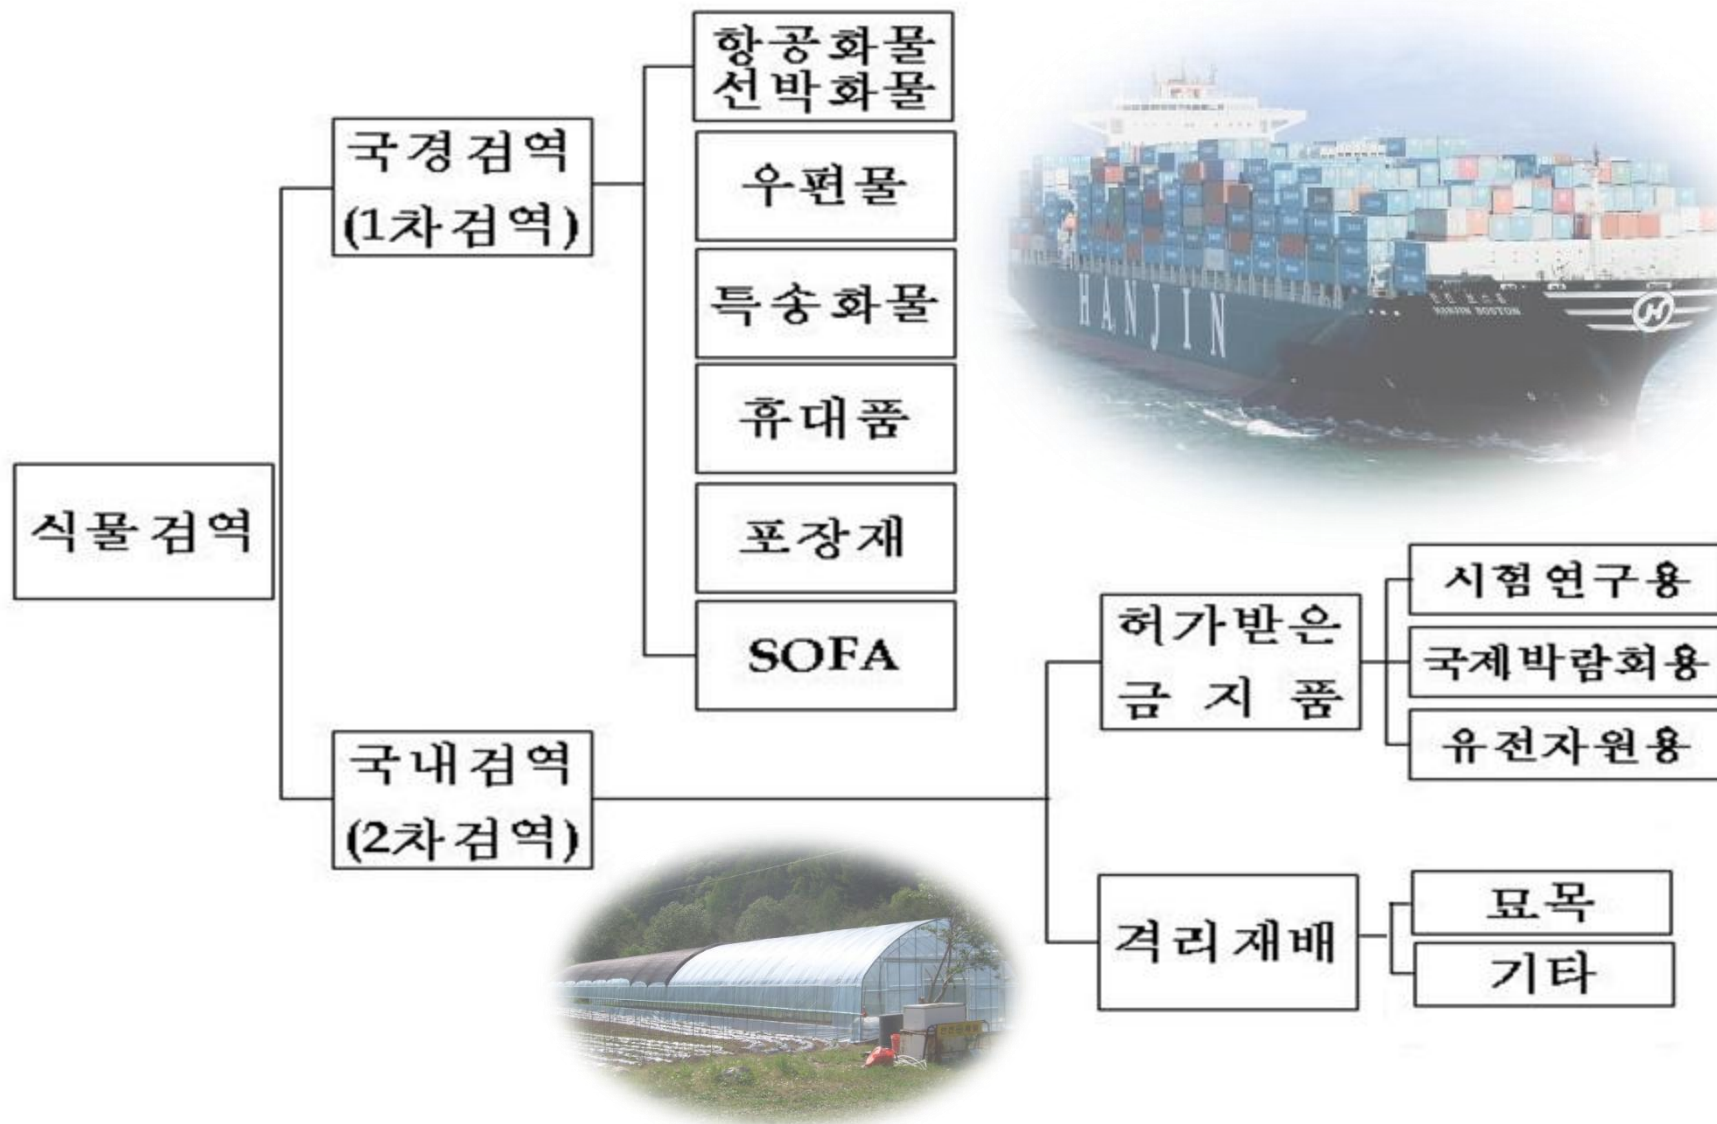 식물검역
국경검역
(1차검역)
항공화물
선박화물
우편물
특송화물
휴대품
포장재
SOFA
국내검역
(2차검역)
허가받은
금지품
시험연구용
국제박람회용
유전자원용
격리재배
묘목
기타
HANJIN
HANJIN BOSTON